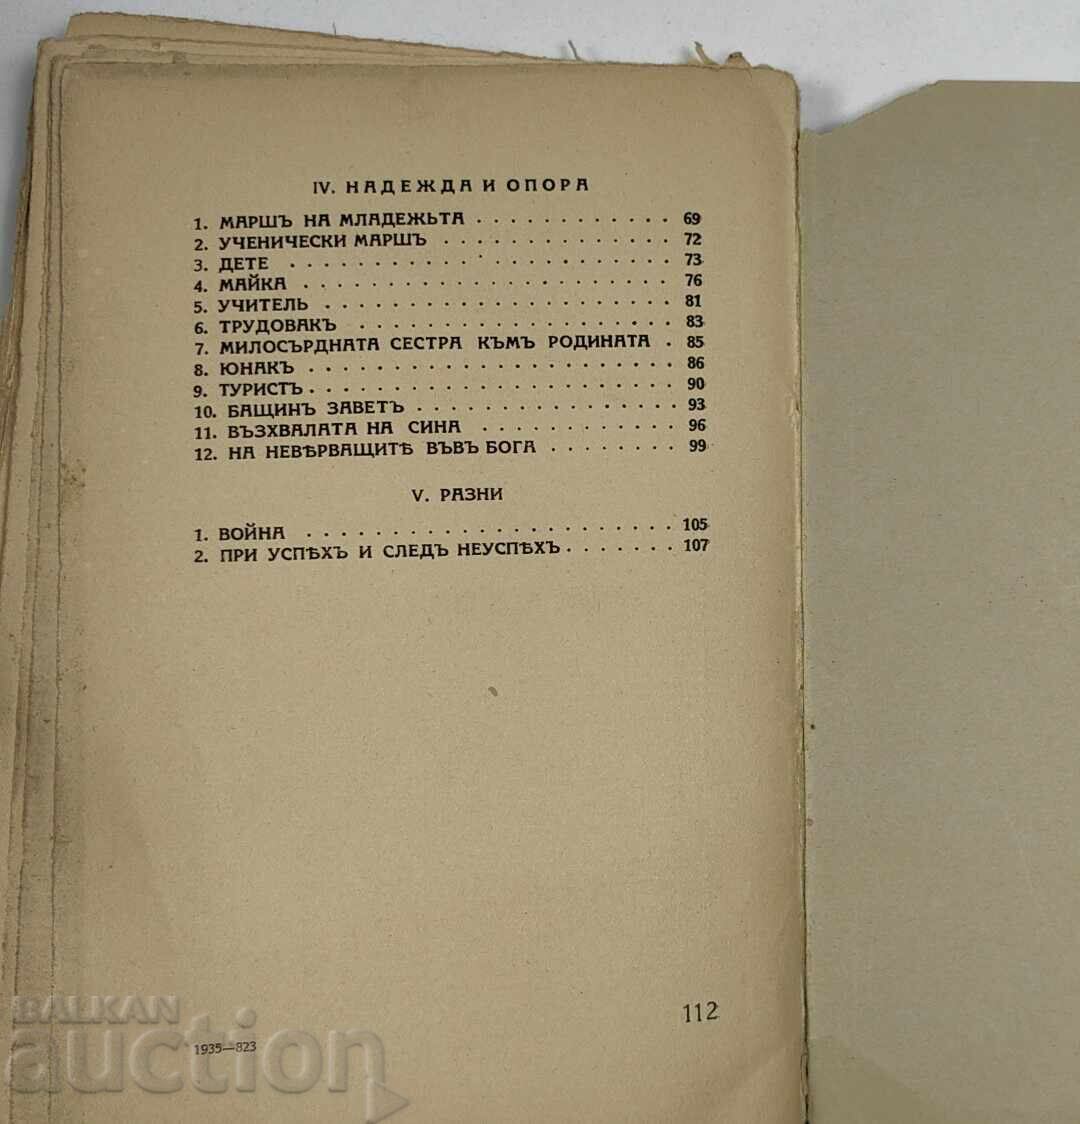 IV. НАДЕЖДА И ОПОРА
1. МАРШЪ НА МЛАДЕЖЬТА . . . . . . . . . . . . 69
2. УЧЕНИЧЕСКИ МАРШЪ . . . . . . . . . . . . . 72
3. ДЕТЕ . . . . . . . . . . . . . . . . . . . . 73
4. МАЙКА . . . . . . . . . . . . . . . . . . . 76
5. УЧИТЕЛЬ . . . . . . . . . . . . . . . . . . 81
6. ТРУДОВАКЪ . . . . . . . . . . . . . . . . 83
7. МИЛОСЪРДНАТА СЕСТРА КЪМЪ РОДИНАТА . 85
8. ЮНАКЪ . . . . . . . . . . . . . . . . . . . 86
9. ТУРИСТЪ . . . . . . . . . . . . . . . . . . . 90
10. БАЩИНЪ ЗАВЕТЪ . . . . . . . . . . . . . . 93
11. ВЪЗХВАЛАТА НА СИНА . . . . . . . . . . . 96
12. НА НЕВѢРВАЩИТѢ ВЪВЪ БОГА . . . . . . . . 99
V. РАЗНИ
1. ВОЙНА . . . . . . . . . . . . . . . . . . . 105
2. ПРИ УСПѢХЪ И СЛЕДЪ НЕУСПѢХЪ . . . . . . . 107
112
1935—823
BALKAN
auction